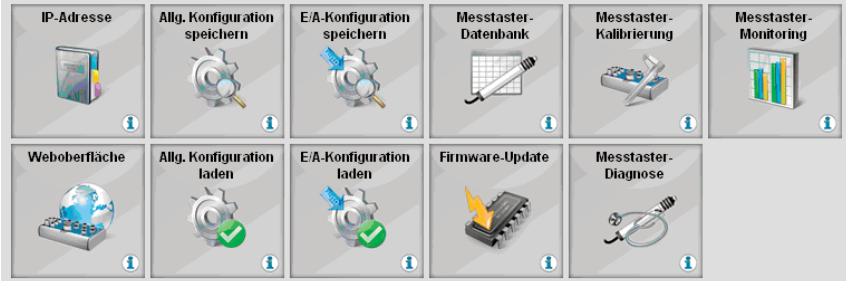 IP-Adresse
Allg. Konfiguration
speichern
E/A-Konfiguration
speichern
Messtaster-
Datenbank
Messtaster-
Kalibrierung
Messtaster-
Monitoring
Weboberfläche
Allg. Konfiguration
laden
E/A-Konfiguration
laden
Firmware-Update
Messtaster-
Diagnose